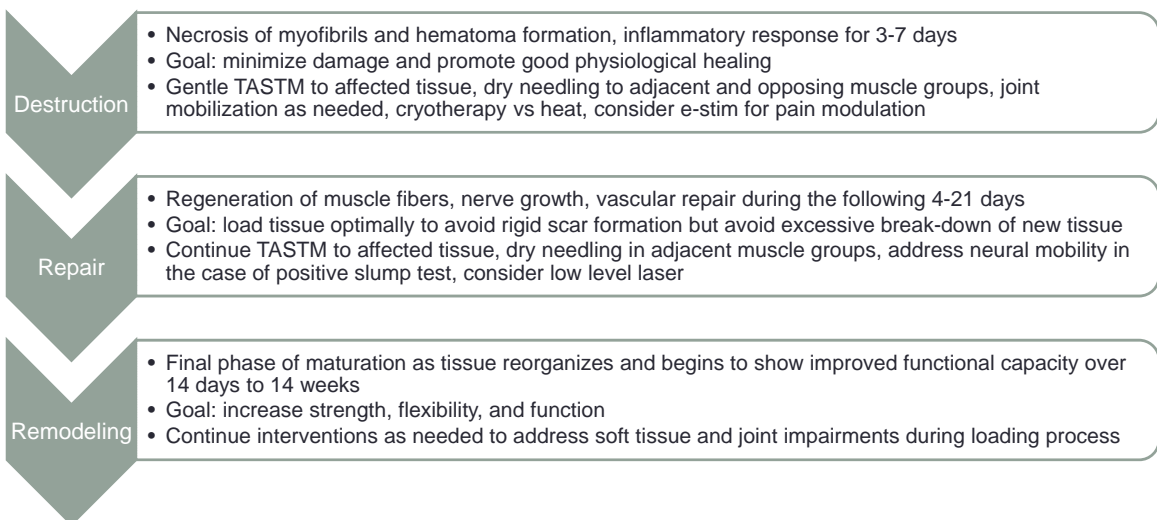 Destruction
• Necrosis of myofibrils and hematoma formation, inflammatory response for 3-7 days
• Goal: minimize damage and promote good physiological healing
• Gentle TASTM to affected tissue, dry needling to adjacent and opposing muscle groups, joint
mobilization as needed, cryotherapy vs heat, consider e-stim for pain modulation
Repair
• Regeneration of muscle fibers, nerve growth, vascular repair during the following 4-21 days
• Goal: load tissue optimally to avoid rigid scar formation but avoid excessive break-down of new tissue
• Continue TASTM to affected tissue, dry needling in adjacent muscle groups, address neural mobility in
the case of positive slump test, consider low level laser
Remodeling
• Final phase of maturation as tissue reorganizes and begins to show improved functional capacity over
14 days to 14 weeks
• Goal: increase strength, flexibility, and function
• Continue interventions as needed to address soft tissue and joint impairments during loading process